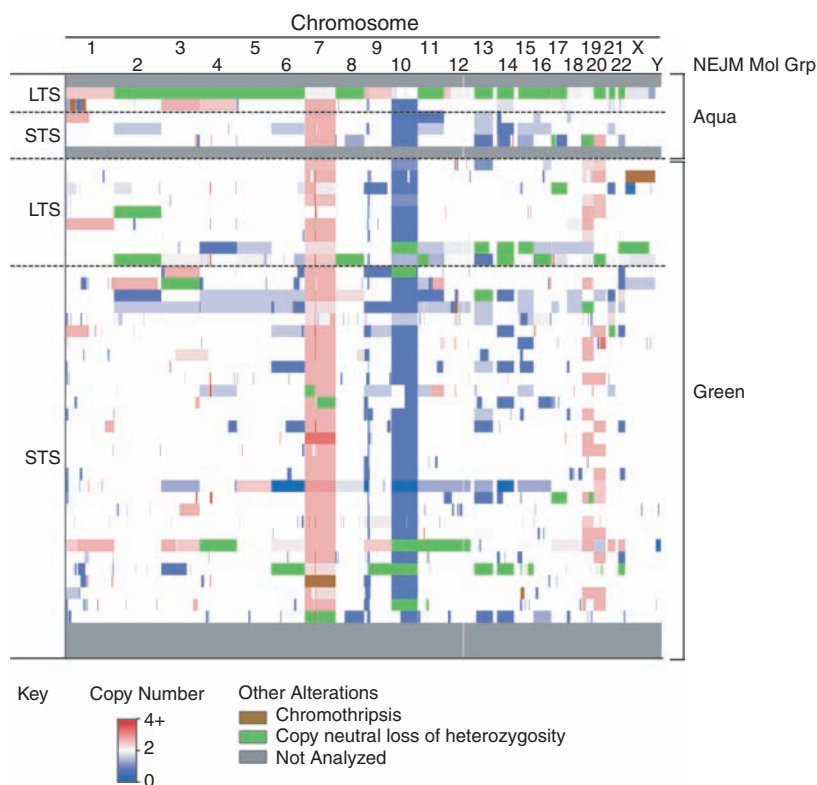 Chromosome
1 3 4 5 7 9 11 13 15 17 19 21 X
2 6 8 10 12 14 16 18 20 22 Y
NEJM Mol Grp
LTS
Aqua
STS
LTS
Green
STS
Key
Copy Number
4+
2
0
Other Alterations
Chromothripsis
Copy neutral loss of heterozygosity
Not Analyzed